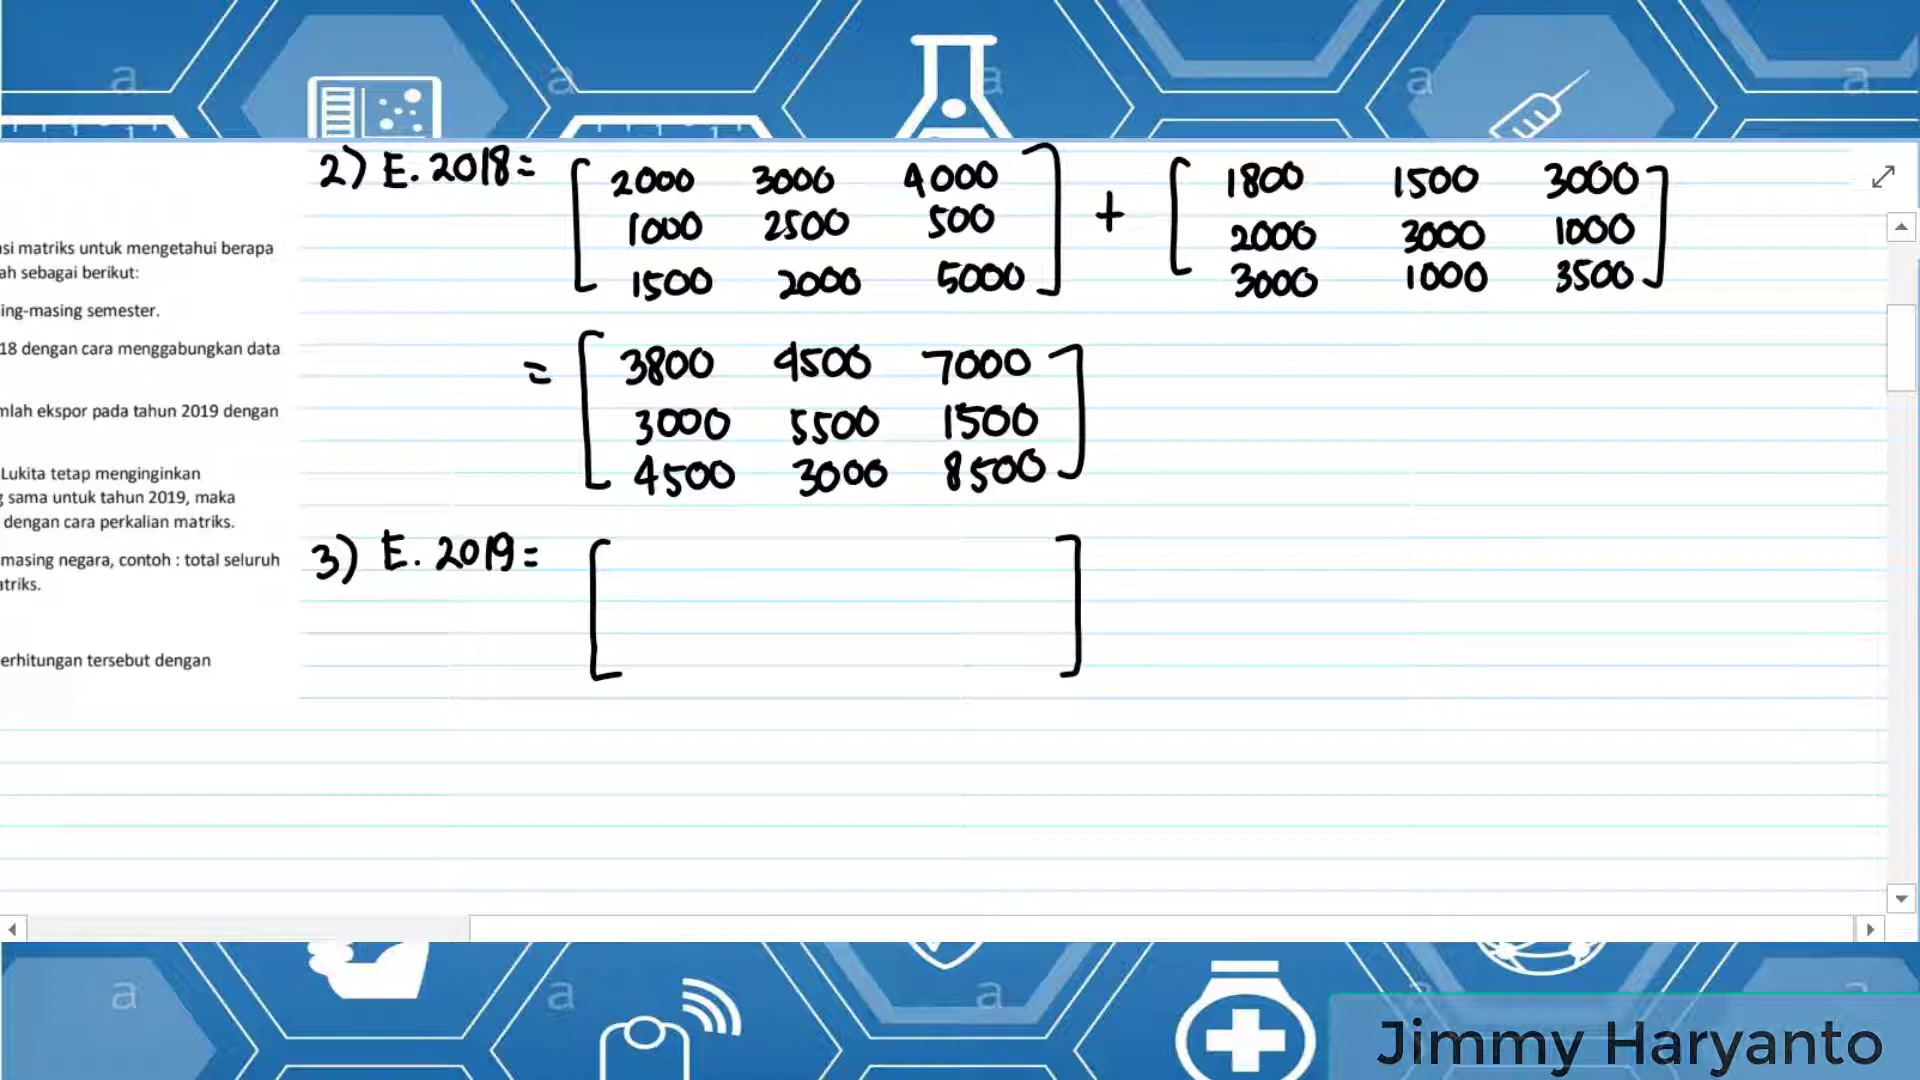 2) E. 2018 = [ 2000 3000 4000 ] + [ 1800 1500 3000 ]
1000 2500 500 2000 3000 1000
1500 2000 5000 3000 1000 3500
= [ 3800 4500 7000 ]
3000 5500 1500
4500 3000 8500
3) E. 2019 = [ ]
si matriks untuk mengetahui berapa
ah sebagai berikut:
ing-masing semester.
18 dengan cara menggabungkan data
mlah ekspor pada tahun 2019 dengan
Lukita tetap menginginkan
g sama untuk tahun 2019, maka
dengan cara perkalian matriks.
masing negara, contoh : total seluruh
atriks.
erhitungan tersebut dengan
a a a a a
a a a
Jimmy Haryanto